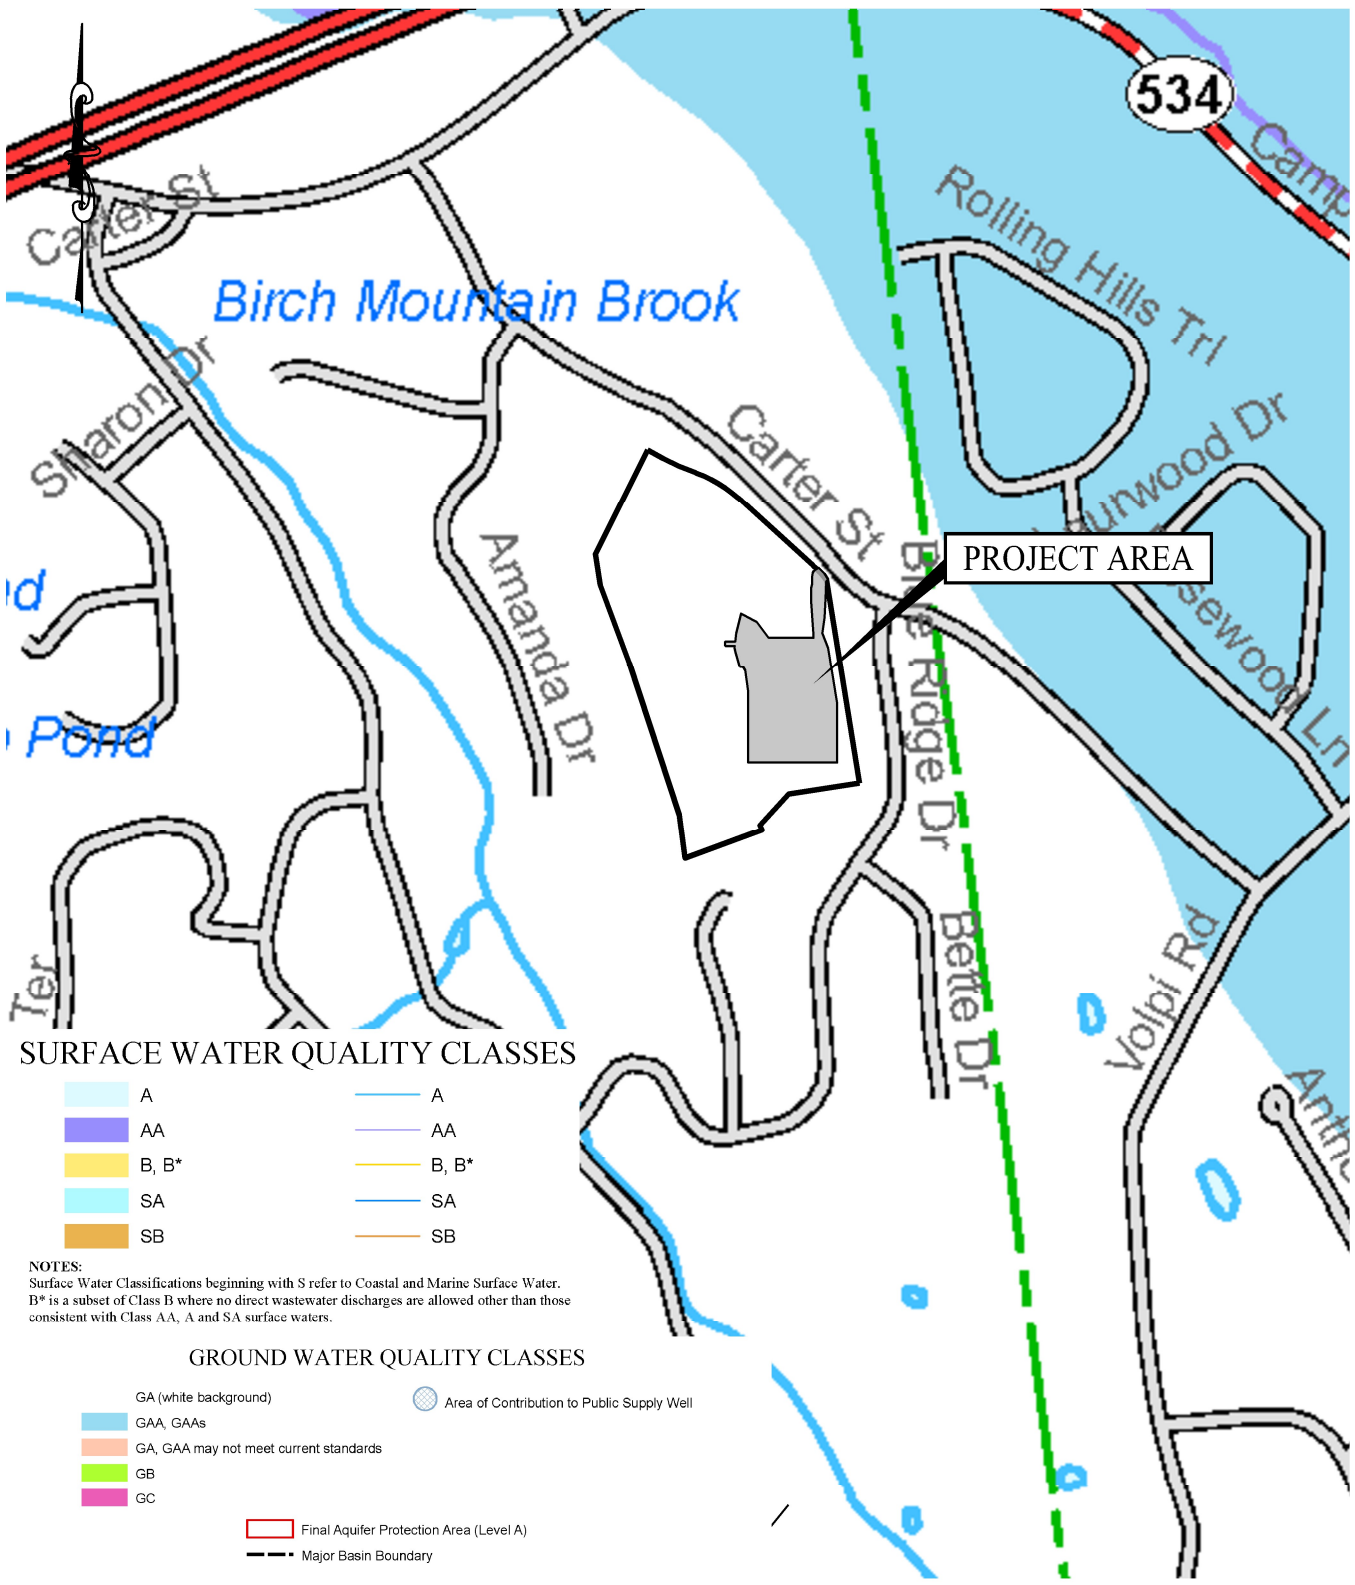 534
Camp
Carter St
Rolling Hills Trl
Birch Mountain Brook
Sharon Dr
Carter St
Amanda Dr
PROJECT AREA
Blue Ridge Dr
d
Pond
Ter
Bette Dr
Volpi Rd
Antho
SURFACE WATER QUALITY CLASSES
A
A
AA
AA
B, B*
B, B*
SA
SA
SB
SB
NOTES:
Surface Water Classifications beginning with S refer to Coastal and Marine Surface Water.
B* is a subset of Class B where no direct wastewater discharges are allowed other than those
consistent with Class AA, A and SA surface waters.
GROUND WATER QUALITY CLASSES
GA (white background)
Area of Contribution to Public Supply Well
GAA, GAAs
GA, GAA may not meet current standards
GB
GC
Final Aquifer Protection Area (Level A)
Major Basin Boundary